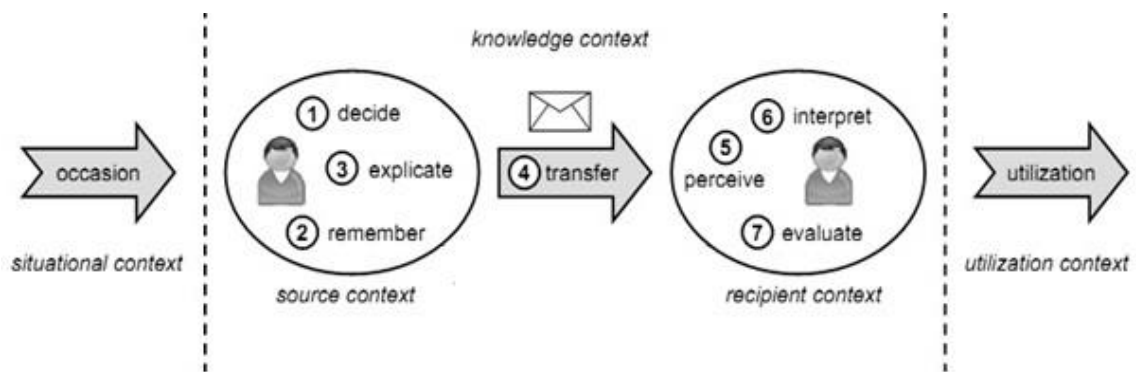 knowledge context
1 decide
6 interpret
5
occasion
3 explicate
4 transfer
perceive
utilization
2 remember
7 evaluate
situational context
utilization context
source context
recipient context